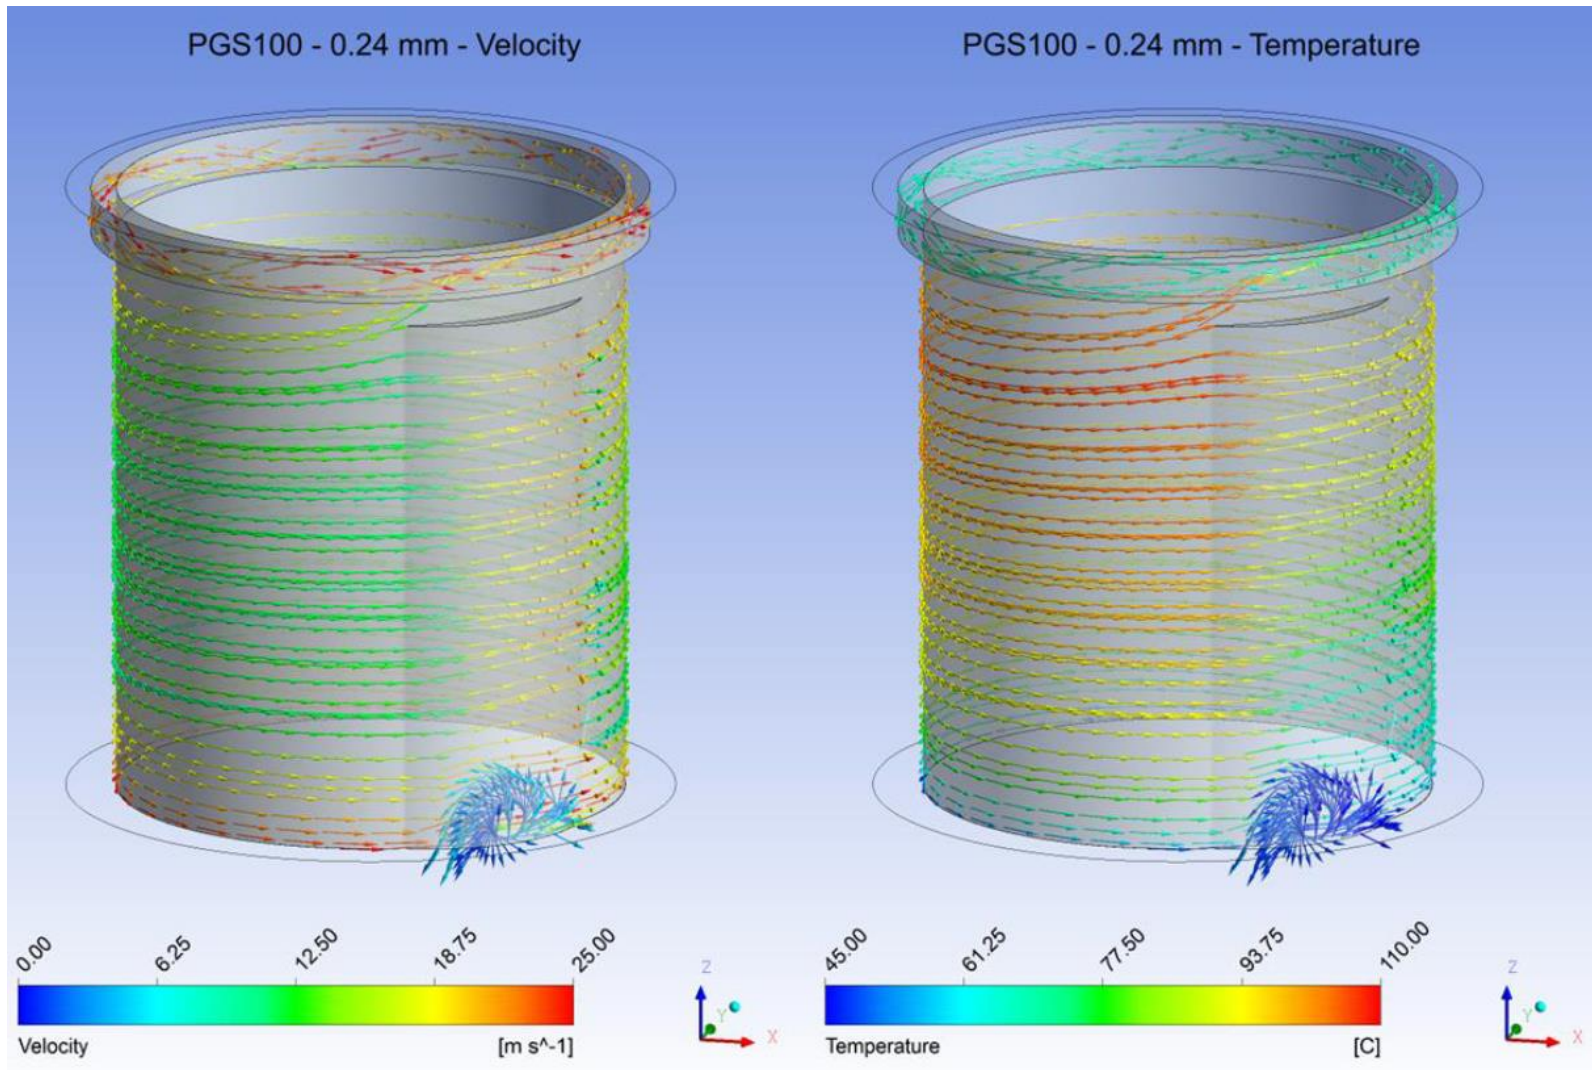 PGS100 - 0.24 mm - Velocity
PGS100 - 0.24 mm - Temperature
0.00 6.25 12.50 18.75 25.00
Velocity [m s^-1]
Z
Y
X
45.00 61.25 77.50 93.75 110.00
Temperature [C]
Z
Y
X